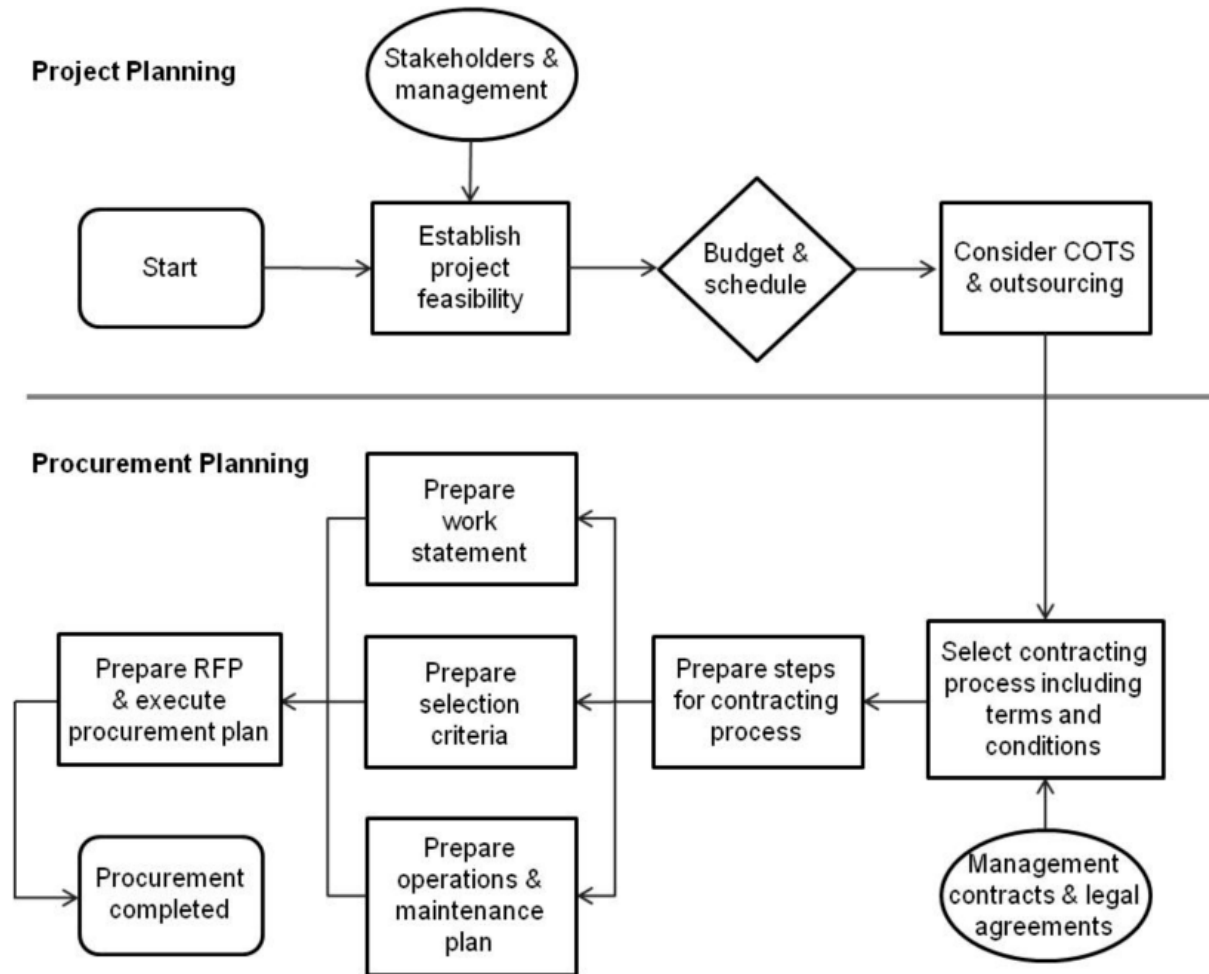 Project Planning
Stakeholders &
management
Start
Establish
project
feasibility
Budget &
schedule
Consider COTS
& outsourcing
Procurement Planning
Prepare
work
statement
Prepare RFP
& execute
procurement plan
Prepare
selection
criteria
Prepare steps
for contracting
process
Select contracting
process including
terms and
conditions
Procurement
completed
Prepare
operations &
maintenance
plan
Management
contracts & legal
agreements